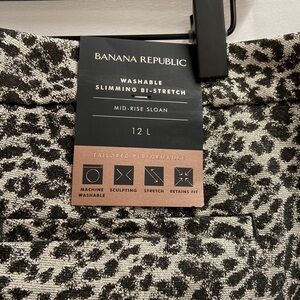 BANANA REPUBLIC
WASHABLE
SLIMMING BI-STRETCH
MID-RISE SLOAN
12 L
TAILORED PERFORMANCE
MACHINE WASHABLE
SCULPTING
STRETCH
RETAINS FIT